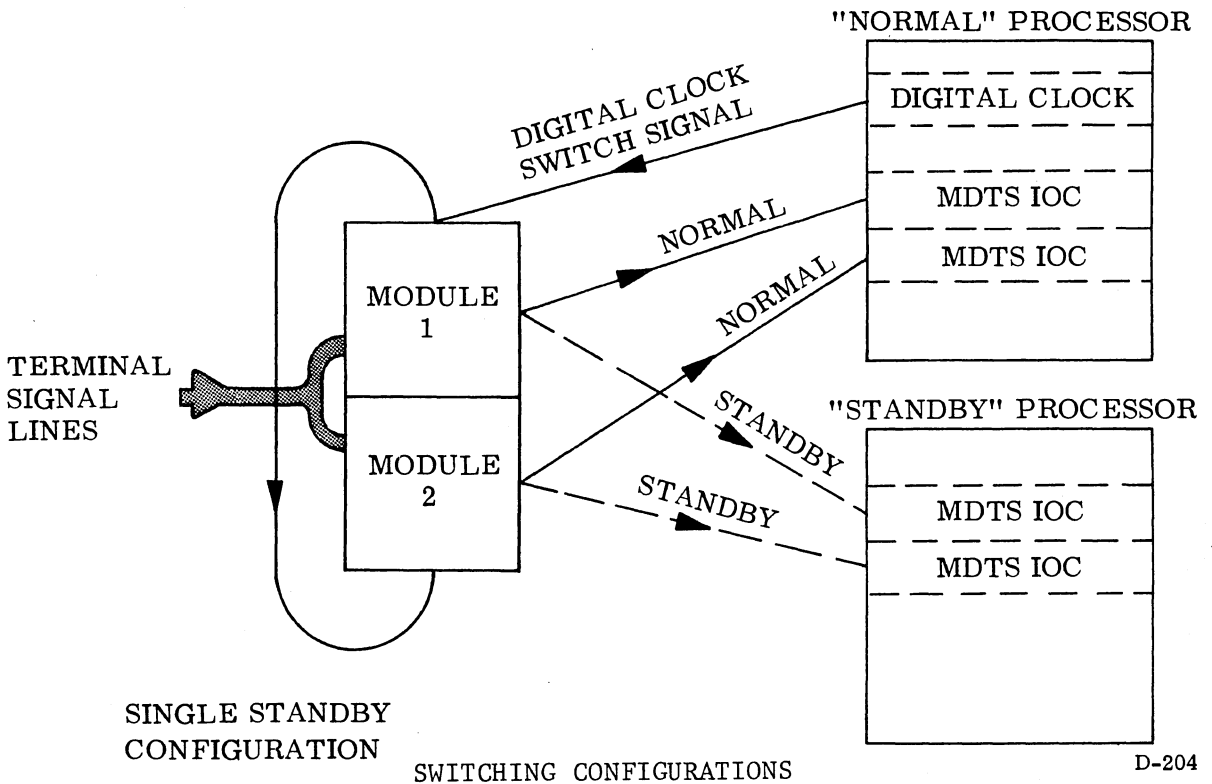 "NORMAL" PROCESSOR
DIGITAL CLOCK
MDTS IOC
MDTS IOC
DIGITAL CLOCK
SWITCH SIGNAL
NORMAL
NORMAL
MODULE
1
MODULE
2
TERMINAL
SIGNAL
LINES
STANDBY
STANDBY
"STANDBY" PROCESSOR
MDTS IOC
MDTS IOC
SINGLE STANDBY
CONFIGURATION
SWITCHING CONFIGURATIONS
D-204